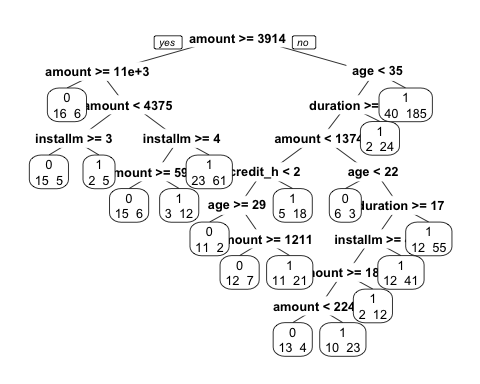 yes amount >= 3914 no
amount >= 11e+3
age < 35
0
16 6
amount < 4375
duration >=
1
40 185
installm >= 3
installm >= 4
amount < 1374
1
2 24
0
15 5
1
2 5
mount >= 59
1
23 61
credit_h < 2
age < 22
0
15 6
1
3 12
age >= 29
1
5 18
0
6 3
duration >= 17
0
11 2
mount >= 1211
installm >=
1
12 55
0
12 7
1
11 21
mount >= 18
1
12 41
amount < 224
1
2 12
0
13 4
1
10 23